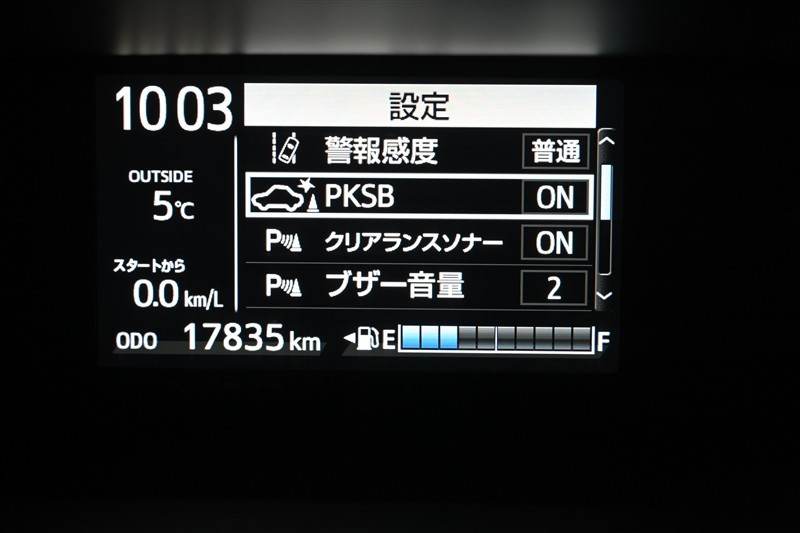 10 03
設定
警報感度 普通
OUTSIDE
5℃
PKSB ON
P クリアランスソナー ON
スタートから
0.0 km/L
P ブザー音量 2
ODO 17835 km E F